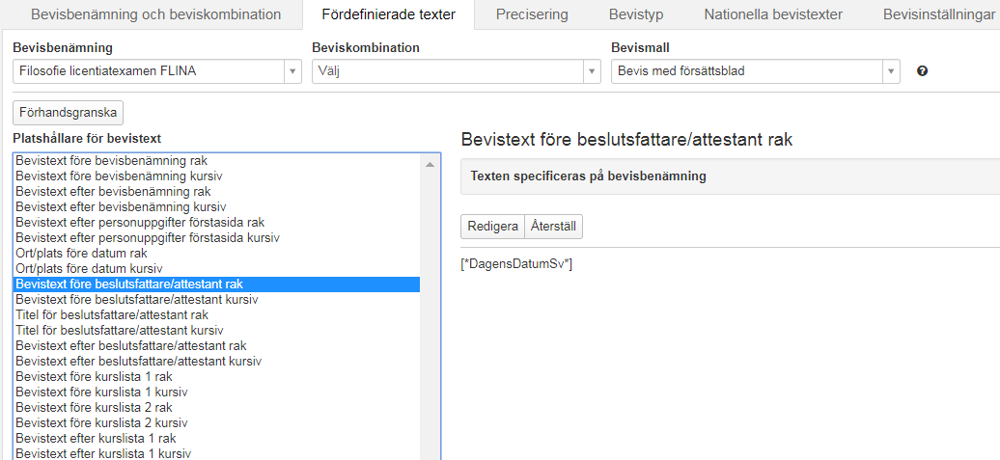 Bevisbenämning och beviskombination Fördefinierade texter Precisering Bevistyp Nationella bevistexter Bevisinställningar
Bevisbenämning Beviskombination Bevismall
Filosofie licentiatexamen FLINA Välj Bevis med försättsblad
Förhandsgranska
Platshållare för bevistext
Bevistext före bevisbenämning rak
Bevistext före bevisbenämning kursiv
Bevistext efter bevisbenämning rak
Bevistext efter bevisbenämning kursiv
Bevistext efter personuppgifter förstasida rak
Bevistext efter personuppgifter förstasida kursiv
Ort/plats före datum rak
Ort/plats före datum kursiv
Bevistext före beslutsfattare/attestant rak
Bevistext före beslutsfattare/attestant kursiv
Titel för beslutsfattare/attestant rak
Titel för beslutsfattare/attestant kursiv
Bevistext efter beslutsfattare/attestant rak
Bevistext efter beslutsfattare/attestant kursiv
Bevistext före kurslista 1 rak
Bevistext före kurslista 1 kursiv
Bevistext före kurslista 2 rak
Bevistext före kurslista 2 kursiv
Bevistext efter kurslista 1 rak
Bevistext efter kurslista 1 kursiv
Bevistext före beslutsfattare/attestant rak
Texten specificeras på bevisbenämning
Redigera Återställ
[*DagensDatumSv*]